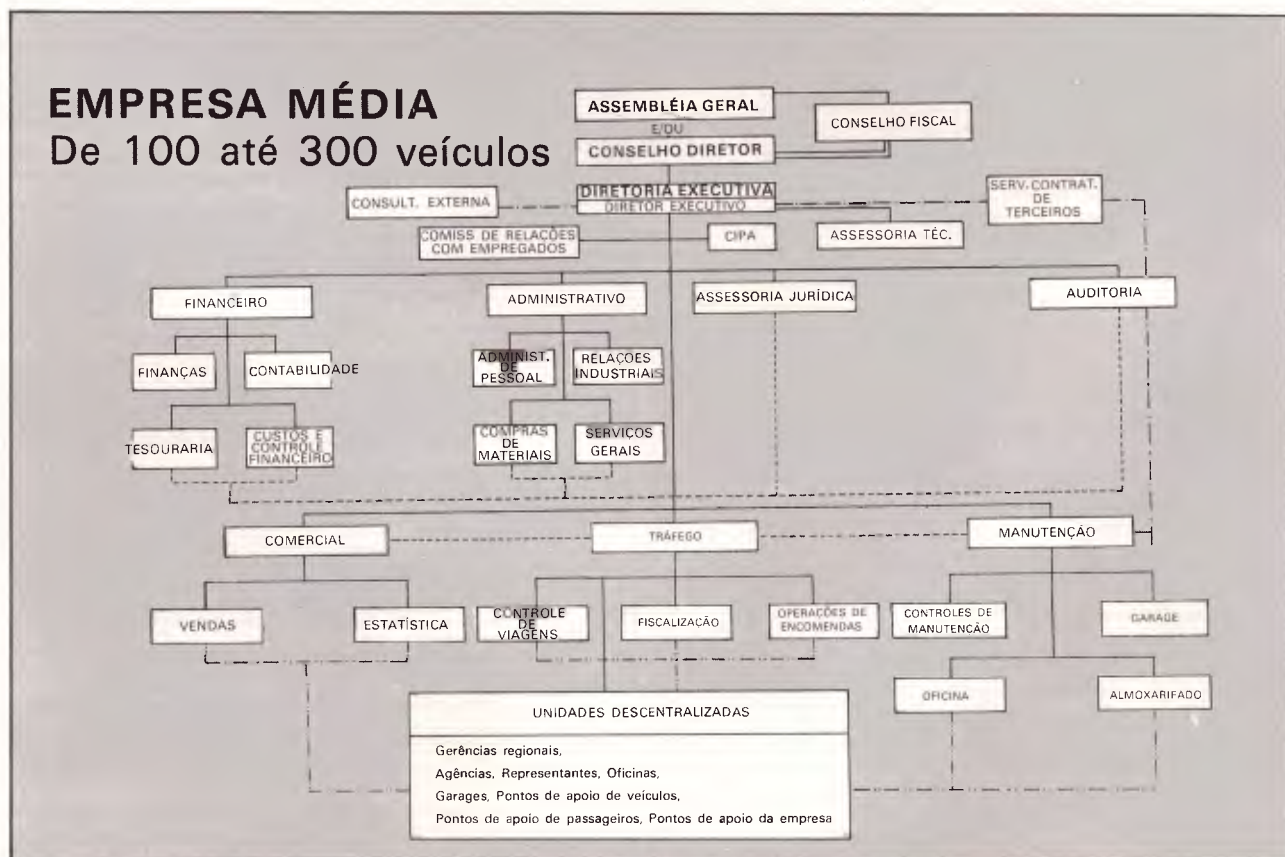 EMPRESA MÉDIA
De 100 até 300 veículos
ASSEMBLÉIA GERAL
E/OU
CONSELHO DIRETOR
CONSELHO FISCAL
DIRETORIA EXECUTIVA
DIRETOR EXECUTIVO
CONSULT. EXTERNA
SERV. CONTRAT.
DE
TERCEIROS
COMISS DE RELAÇÕES
COM EMPREGADOS
CIPA
ASSESSORIA TÉC.
FINANCEIRO
ADMINISTRATIVO
ASSESSORIA JURÍDICA
AUDITORIA
FINANÇAS
CONTABILIDADE
ADMINIST.
DE
PESSOAL
RELAÇÕES
INDUSTRIAIS
TESOURARIA
CUSTOS E
CONTROLE
FINANCEIRO
COMPRAS
DE
MATERIAIS
SERVIÇOS
GERAIS
COMERCIAL
TRÁFEGO
MANUTENÇÃO
VENDAS
ESTATÍSTICA
CONTROLE
DE
VIAGENS
FISCALIZAÇÃO
OPERAÇÕES DE
ENCOMENDAS
CONTROLES DE
MANUTENÇÃO
GARAGE
OFICINA
ALMOXARIFADO
UNIDADES DESCENTRALIZADAS
Gerências regionais,
Agências, Representantes, Oficinas,
Garages, Pontos de apoio de veículos,
Pontos de apoio de passageiros, Pontos de apoio da empresa